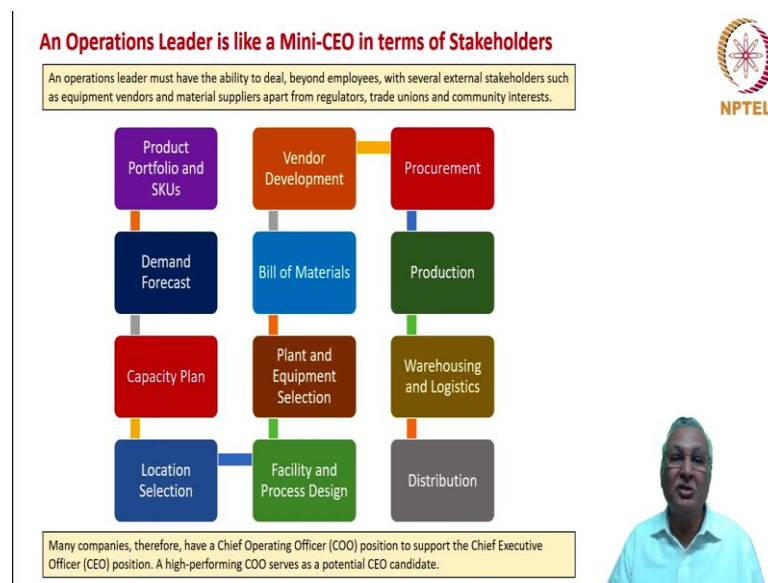 An Operations Leader is like a Mini-CEO in terms of Stakeholders
An operations leader must have the ability to deal, beyond employees, with several external stakeholders such
as equipment vendors and material suppliers apart from regulators, trade unions and community interests.
NPTEL
Product
Portfolio and
SKUs
Demand
Forecast
Capacity Plan
Location
Selection
Facility and
Process Design
Plant and
Equipment
Selection
Bill of Materials
Vendor
Development
Procurement
Production
Warehousing
and Logistics
Distribution
Many companies, therefore, have a Chief Operating Officer (COO) position to support the Chief Executive
Officer (CEO) position. A high-performing COO serves as a potential CEO candidate.